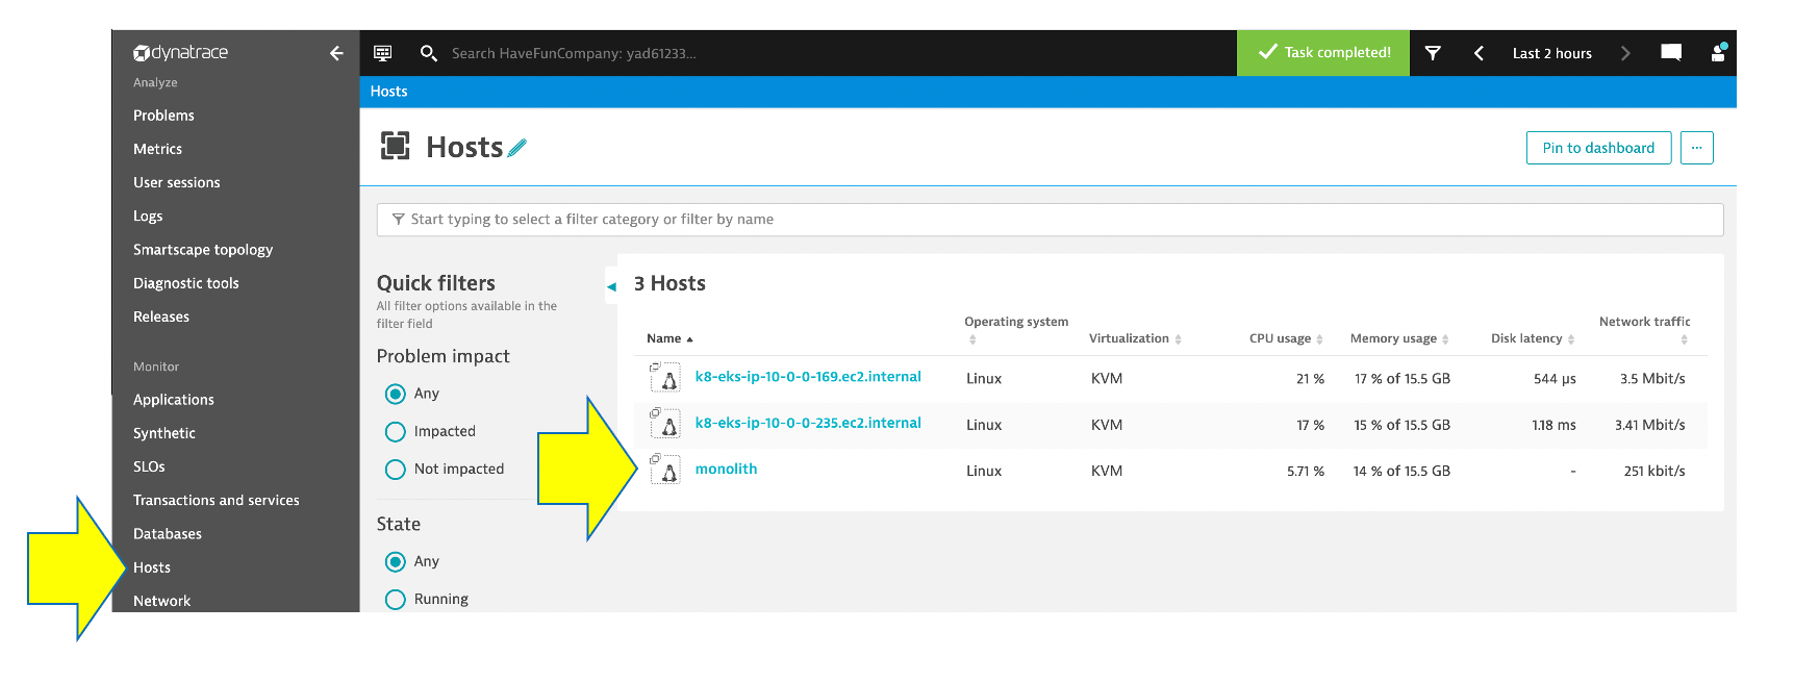 dynatrace
Search HaveFunCompany: yad61233...
Task completed!
Last 2 hours
Analyze
Problems
Metrics
User sessions
Logs
Smartscape topology
Diagnostic tools
Releases
Monitor
Applications
Synthetic
SLOs
Transactions and services
Databases
Hosts
Network
Hosts
Hosts
Pin to dashboard
...
Start typing to select a filter category or filter by name
Quick filters
All filter options available in the
filter field
Problem impact
Any
Impacted
Not impacted
State
Any
Running
3 Hosts
Name Operating system Virtualization CPU usage Memory usage Disk latency Network traffic
k8-eks-ip-10-0-0-169.ec2.internal Linux KVM 21 % 17 % of 15.5 GB 544 µs 3.5 Mbit/s
k8-eks-ip-10-0-0-235.ec2.internal Linux KVM 17 % 15 % of 15.5 GB 1.18 ms 3.41 Mbit/s
monolith Linux KVM 5.71 % 14 % of 15.5 GB - 251 kbit/s